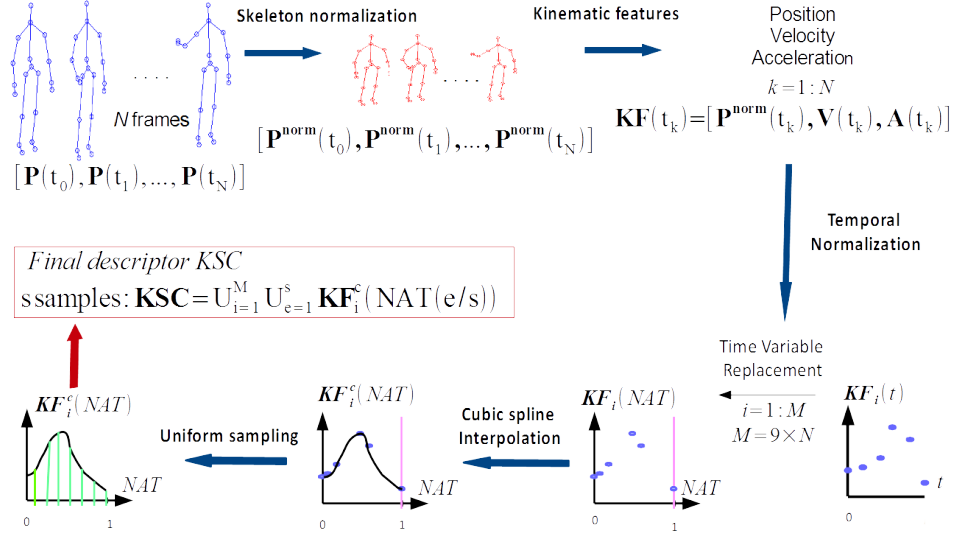 Skeleton normalization
Kinematic features
Position
Velocity
Acceleration
k=1:N
KF(t_k)=[P^norm(t_k),V(t_k),A(t_k)]
. . . .
N frames
[P(t_0),P(t_1),...,P(t_N)]
. . . .
[P^norm(t_0),P^norm(t_1),...,P^norm(t_N)]
Temporal
Normalization
Final descriptor KSC
s samples: KSC=U_{i=1}^M U_{e=1}^s KF_i^c(NAT(e/s))
Time Variable
Replacement
i=1:M
M=9×N
KF_i(t)
t
0
KF_i(NAT)
NAT
0
1
Cubic spline
Interpolation
KF_i^c(NAT)
NAT
0
1
Uniform sampling
KF_i^c(NAT)
NAT
0
1